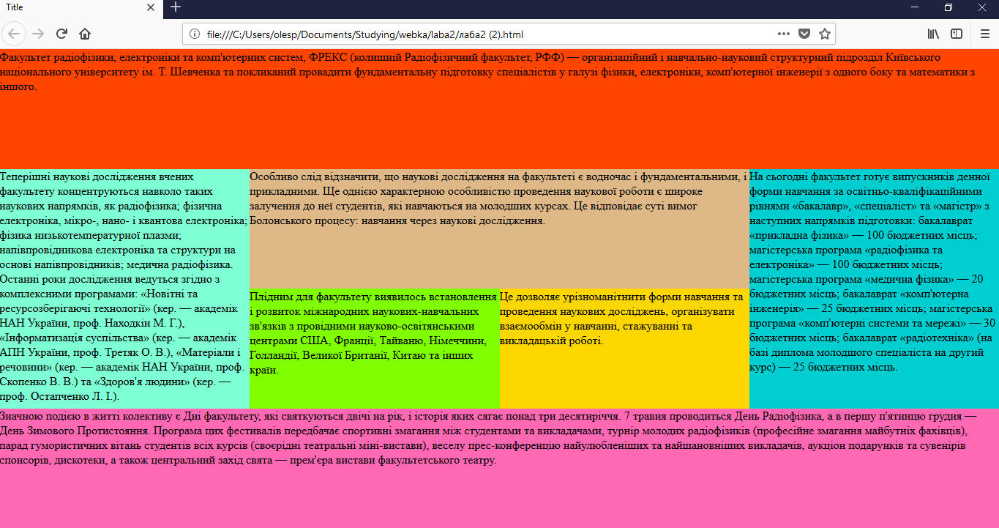 Title
file:///C:/Users/olesp/Documents/Studying/webka/laba2/лаба2 (2).html
Факультет радіофізики, електроніки та комп'ютерних систем, ФРЕКС (колишній Радіофізичний факультет, РФФ) — організаційний і навчально-науковий структурний підрозділ Київського
національного університету ім. Т. Шевченка та покликаний провадити фундаментальну підготовку спеціалістів у галузі фізики, електроніки, комп'ютерної інженерії з одного боку та математики з
іншого.
Теперішні наукові дослідження вчених
факультету концентруються навколо таких
наукових напрямків, як радіофізика; фізична
електроніка, мікро-, нано- і квантова електроніка;
фізика низькотемпературної плазми;
напівпровідникова електроніка та структури на
основі напівпровідників; медична радіофізика.
Останні роки дослідження ведуться згідно з
комплексними програмами: «Новітні та
ресурсозберігаючі технології» (кер. — академік
НАН України, проф. Находкін М. Г.),
«Інформатизація суспільства» (кер. — академік
АПН України, проф. Третяк О. В.), «Матеріали і
речовини» (кер. — академік НАН України, проф.
Скопенко В. В.) та «Здоров'я людини» (кер. —
проф. Остапченко Л. І.).
Особливо слід відзначити, що наукові дослідження на факультеті є водночас і фундаментальними, і
прикладними. Ще однією характерною особливістю проведення наукової роботи є широке
залучення до неї студентів, які навчаються на молодших курсах. Це відповідає суті вимог
Болонського процесу: навчання через наукові дослідження.
Плідним для факультету виявилось встановлення
і розвиток міжнародних наукових-навчальних
зв'язків з провідними науково-освітянськими
центрами США, Франції, Тайваню, Німеччини,
Голландії, Великої Британії, Китаю та інших
країн.
Це дозволяє урізноманітнити форми навчання та
проведення наукових досліджень, організувати
взаємообмін у навчанні, стажуванні та
викладацькій роботі.
На сьогодні факультет готує випускників денної
форми навчання за освітньо-кваліфікаційними
рівнями «бакалавр», «спеціаліст» та «магістр» з
наступних напрямків підготовки: бакалаврат
«прикладна фізика» — 100 бюджетних місць;
магістерська програма «радіофізика та
електроніка» — 100 бюджетних місць;
магістерська програма «медична фізика» — 20
бюджетних місць; бакалаврат «комп'ютерна
інженерія» — 25 бюджетних місць; магістерська
програма «комп'ютерні системи та мережі» — 30
бюджетних місць; бакалаврат «радіотехніка» (на
базі диплома молодшого спеціаліста на другий
курс) — 25 бюджетних місць.
Значною подією в житті колективу є Дні факультету, які святкуються двічі на рік, і історія яких сягає понад три десятиріччя. 7 травня проводиться День Радіофізика, а в першу п'ятницю грудня —
День Зимового Протистояння. Програма цих фестивалів передбачає спортивні змагання між студентами та викладачами, турнір молодих радіофізиків (професійне змагання майбутніх фахівців),
парад гумористичних вітань студентів всіх курсів (своєрідні театральні міні-вистави), веселу прес-конференцію найулюбленіших та найшановніших викладачів, аукціон подарунків та сувенірів
спонсорів, дискотеки, а також центральний захід свята — прем'єра вистави факультетського театру.